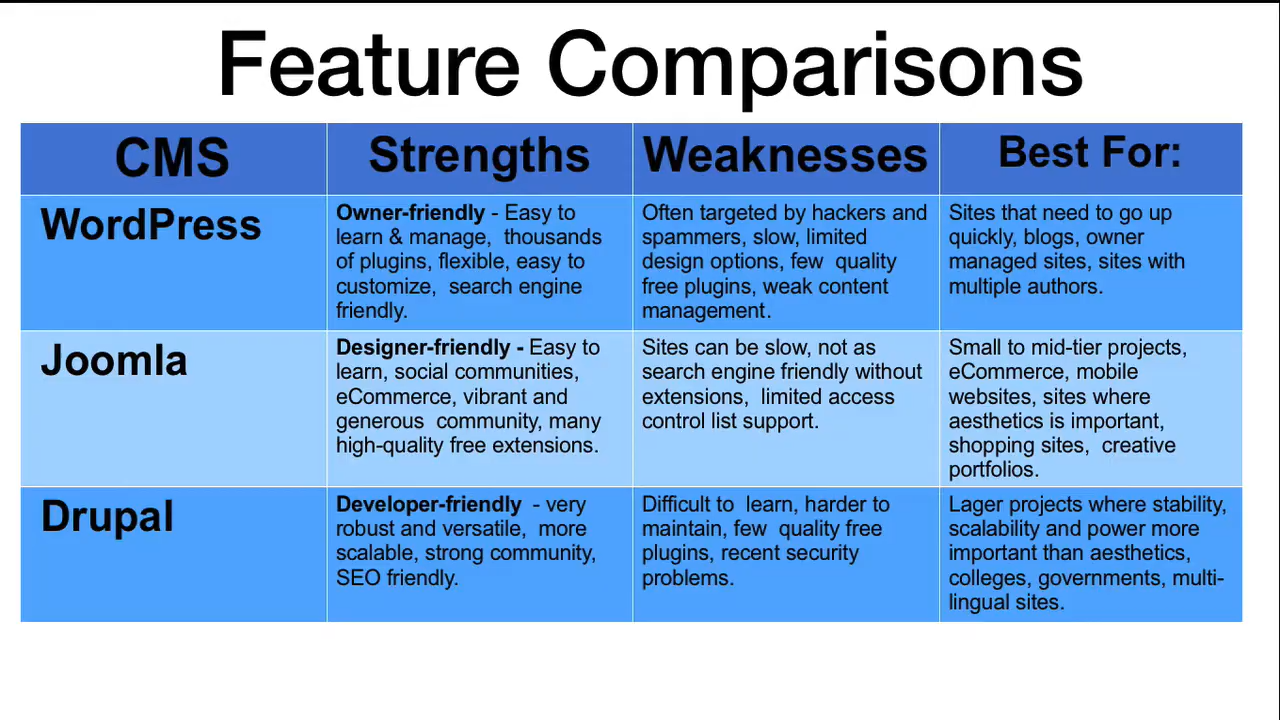 Feature Comparisons
CMS
Strengths
Weaknesses
Best For:
WordPress
Owner-friendly - Easy to
learn & manage,  thousands
of plugins, flexible, easy to
customize,  search engine
friendly.
Often targeted by hackers and
spammers, slow, limited
design options, few  quality
free plugins, weak content
management.
Sites that need to go up
quickly, blogs, owner
managed sites, sites with
multiple authors.
Joomla
Designer-friendly - Easy to
learn, social communities,
eCommerce, vibrant and
generous  community, many
high-quality free extensions.
Sites can be slow, not as
search engine friendly without
extensions,  limited access
control list support.
Small to mid-tier projects,
eCommerce, mobile
websites, sites where
aesthetics is important,
shopping sites,  creative
portfolios.
Drupal
Developer-friendly  - very
robust and versatile,  more
scalable, strong community,
SEO friendly.
Difficult to  learn, harder to
maintain, few  quality free
plugins, recent security
problems.
Lager projects where stability,
scalability and power more
important than aesthetics,
colleges, governments, multi-
lingual sites.